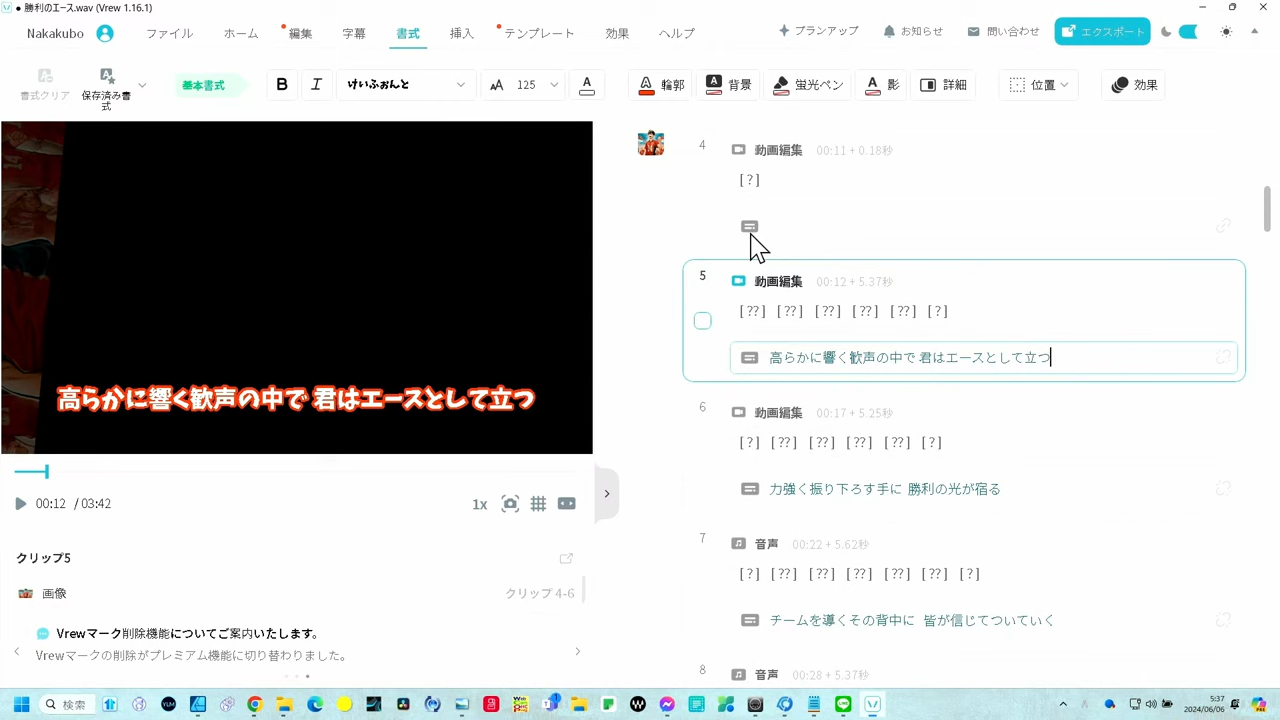 ● 勝利のエース.wav (Vrew 1.16.1)
Nakakubo ファイル ホーム 編集 字幕 書式 挿入 テンプレート 効果 ヘルプ プランアップ お知らせ 問い合わせ エクスポート
書式クリア 保存済み書式 基本書式 B I けいふぉんと AA 125 A 輪郭 背景 蛍光ペン 影 詳細 位置 効果
高らかに響く歓声の中で 君はエースとして立つ
00:12 / 03:42 1x
クリップ5
画像 クリップ 4-6
Vrewマーク削除機能についてご案内いたします。
Vrewマークの削除がプレミアム機能に切り替わりました。
4 動画編集 00:11 + 0.18秒
[ ? ]
5 動画編集 00:12 + 5.37秒
[ ?? ] [ ?? ] [ ?? ] [ ?? ] [ ?? ] [ ? ]
高らかに響く歓声の中で 君はエースとして立つ
6 動画編集 00:17 + 5.25秒
[ ? ] [ ?? ] [ ?? ] [ ?? ] [ ?? ] [ ? ]
力強く振り下ろす手に 勝利の光が宿る
7 音声 00:22 + 5.62秒
[ ? ] [ ?? ] [ ?? ] [ ?? ] [ ?? ] [ ?? ] [ ? ]
チームを導くその背中に 皆が信じてついていく
8 音声 00:28 + 5.37秒
検索
5:37
2024/06/06